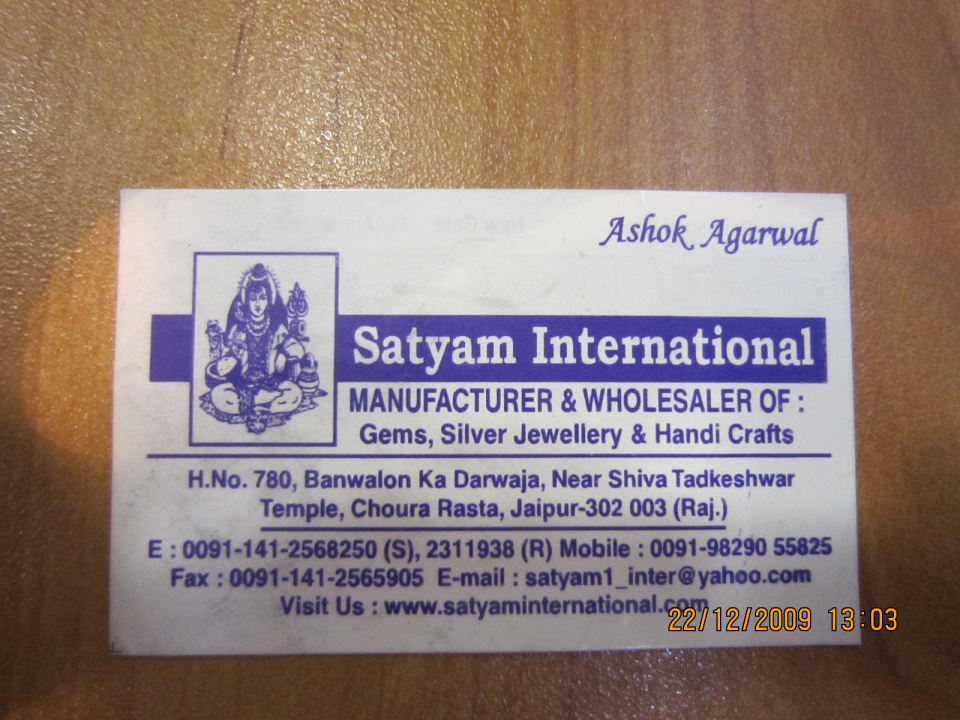 Ashok Agarwal
Satyam International
MANUFACTURER & WHOLESALER OF :
Gems, Silver Jewellery & Handi Crafts
H.No. 780, Banwalon Ka Darwaja, Near Shiva Tadkeshwar
Temple, Choura Rasta, Jaipur-302 003 (Raj.)
E : 0091-141-2568250 (S), 2311938 (R) Mobile : 0091-98290 55825
Fax : 0091-141-2565905 E-mail : satyam1_inter@yahoo.com
Visit Us : www.satyaminternational.com
22/12/2009 13:03